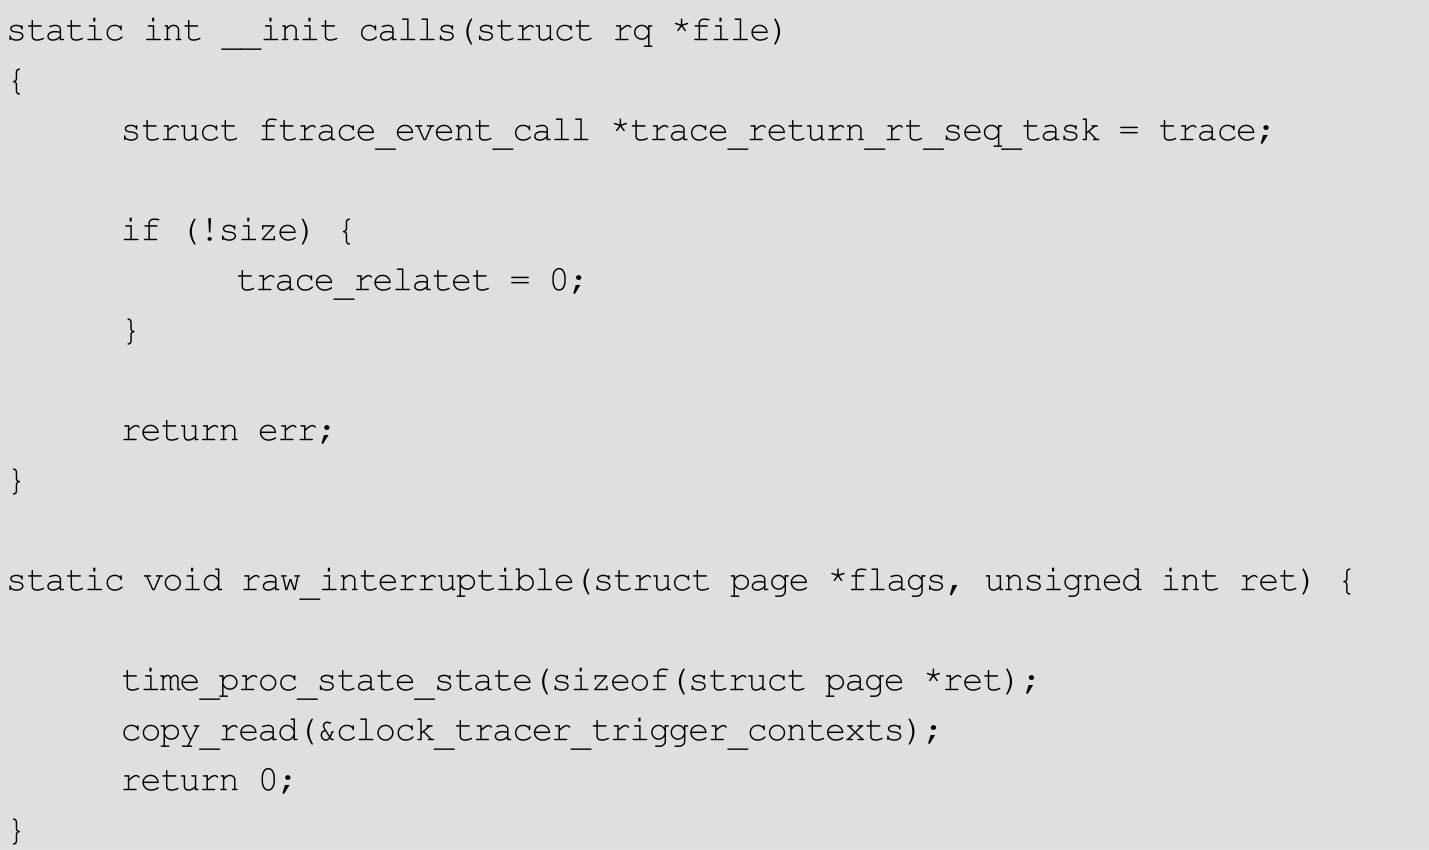 static int __init calls(struct rq *file)
{
struct ftrace_event_call *trace_return_rt_seq_task = trace;
if (!size) {
trace_relatet = 0;
}
return err;
}
static void raw_interruptible(struct page *flags, unsigned int ret) {
time_proc_state_state(sizeof(struct page *ret);
copy_read(&clock_tracer_trigger_contexts);
return 0;
}